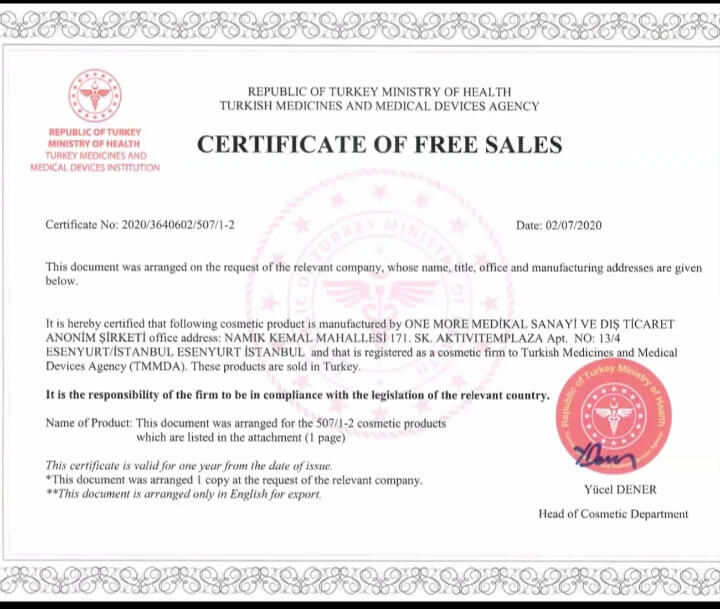 REPUBLIC OF TURKEY
MINISTRY OF HEALTH
TURKEY MEDICINES AND
MEDICAL DEVICES INSTITUTION
REPUBLIC OF TURKEY MINISTRY OF HEALTH
TURKISH MEDICINES AND MEDICAL DEVICES AGENCY
CERTIFICATE OF FREE SALES
Certificate No: 2020/3640602/507/1-2
Date: 02/07/2020
This document was arranged on the request of the relevant company, whose name, title, office and manufacturing addresses are given
below.
It is hereby certified that following cosmetic product is manufactured by ONE MORE MEDİKAL SANAYİ VE DIŞ TİCARET
ANONİM ŞİRKETİ office address: NAMIK KEMAL MAHALLESİ 171. SK. AKTIVITEMPLAZA Apt. NO: 13/4
ESENYURT/İSTANBUL ESENYURT İSTANBUL and that is registered as a cosmetic firm to Turkish Medicines and Medical
Devices Agency (TMMDA). These products are sold in Turkey.
It is the responsibility of the firm to be in compliance with the legislation of the relevant country.
Name of Product: This document was arranged for the 507/1-2 cosmetic products
which are listed in the attachment (1 page)
This certificate is valid for one year from the date of issue.
*This document was arranged 1 copy at the request of the relevant company.
**This document is arranged only in English for export.
Republic of Turkey Ministry of Health
Yücel DENER
Head of Cosmetic Department